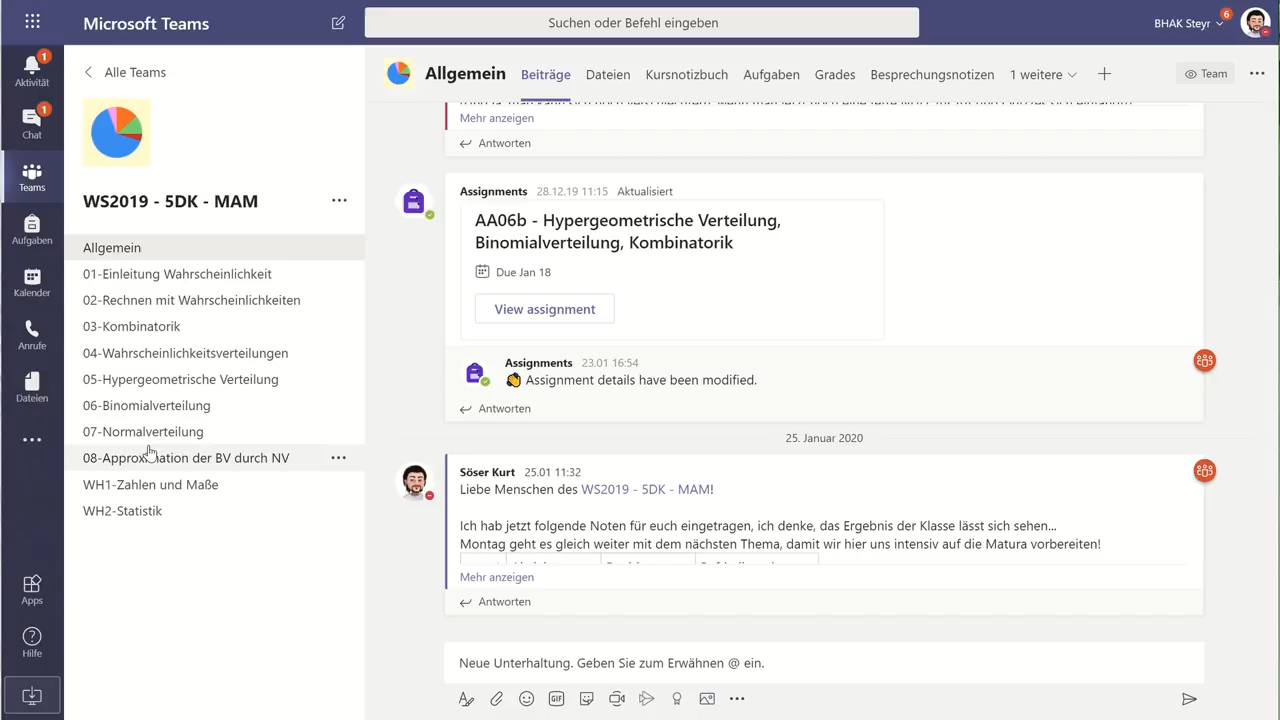 Microsoft Teams
Suchen oder Befehl eingeben
BHAK Steyr
6
1
Aktivität
1
Chat
Teams
Aufgaben
Kalender
Anrufe
Dateien
Apps
Hilfe
Alle Teams
WS2019 - 5DK - MAM
Allgemein
01-Einleitung Wahrscheinlichkeit
02-Rechnen mit Wahrscheinlichkeiten
03-Kombinatorik
04-Wahrscheinlichkeitsverteilungen
05-Hypergeometrische Verteilung
06-Binomialverteilung
07-Normalverteilung
08-Approximation der BV durch NV
WH1-Zahlen und Maße
WH2-Statistik
Allgemein Beiträge Dateien Kursnotizbuch Aufgaben Grades Besprechungsnotizen 1 weitere Team
Mehr anzeigen
Antworten
Assignments 28.12.19 11:15 Aktualisiert
AA06b - Hypergeometrische Verteilung,
Binomialverteilung, Kombinatorik
Due Jan 18
View assignment
Assignments 23.01 16:54
Assignment details have been modified.
Antworten
25. Januar 2020
Söser Kurt 25.01 11:32
Liebe Menschen des WS2019 - 5DK - MAM!
Ich hab jetzt folgende Noten für euch eingetragen, ich denke, das Ergebnis der Klasse lässt sich sehen...
Montag geht es gleich weiter mit dem nächsten Thema, damit wir hier uns intensiv auf die Matura vorbereiten!
Mehr anzeigen
Antworten
Neue Unterhaltung. Geben Sie zum Erwähnen @ ein.
GIF